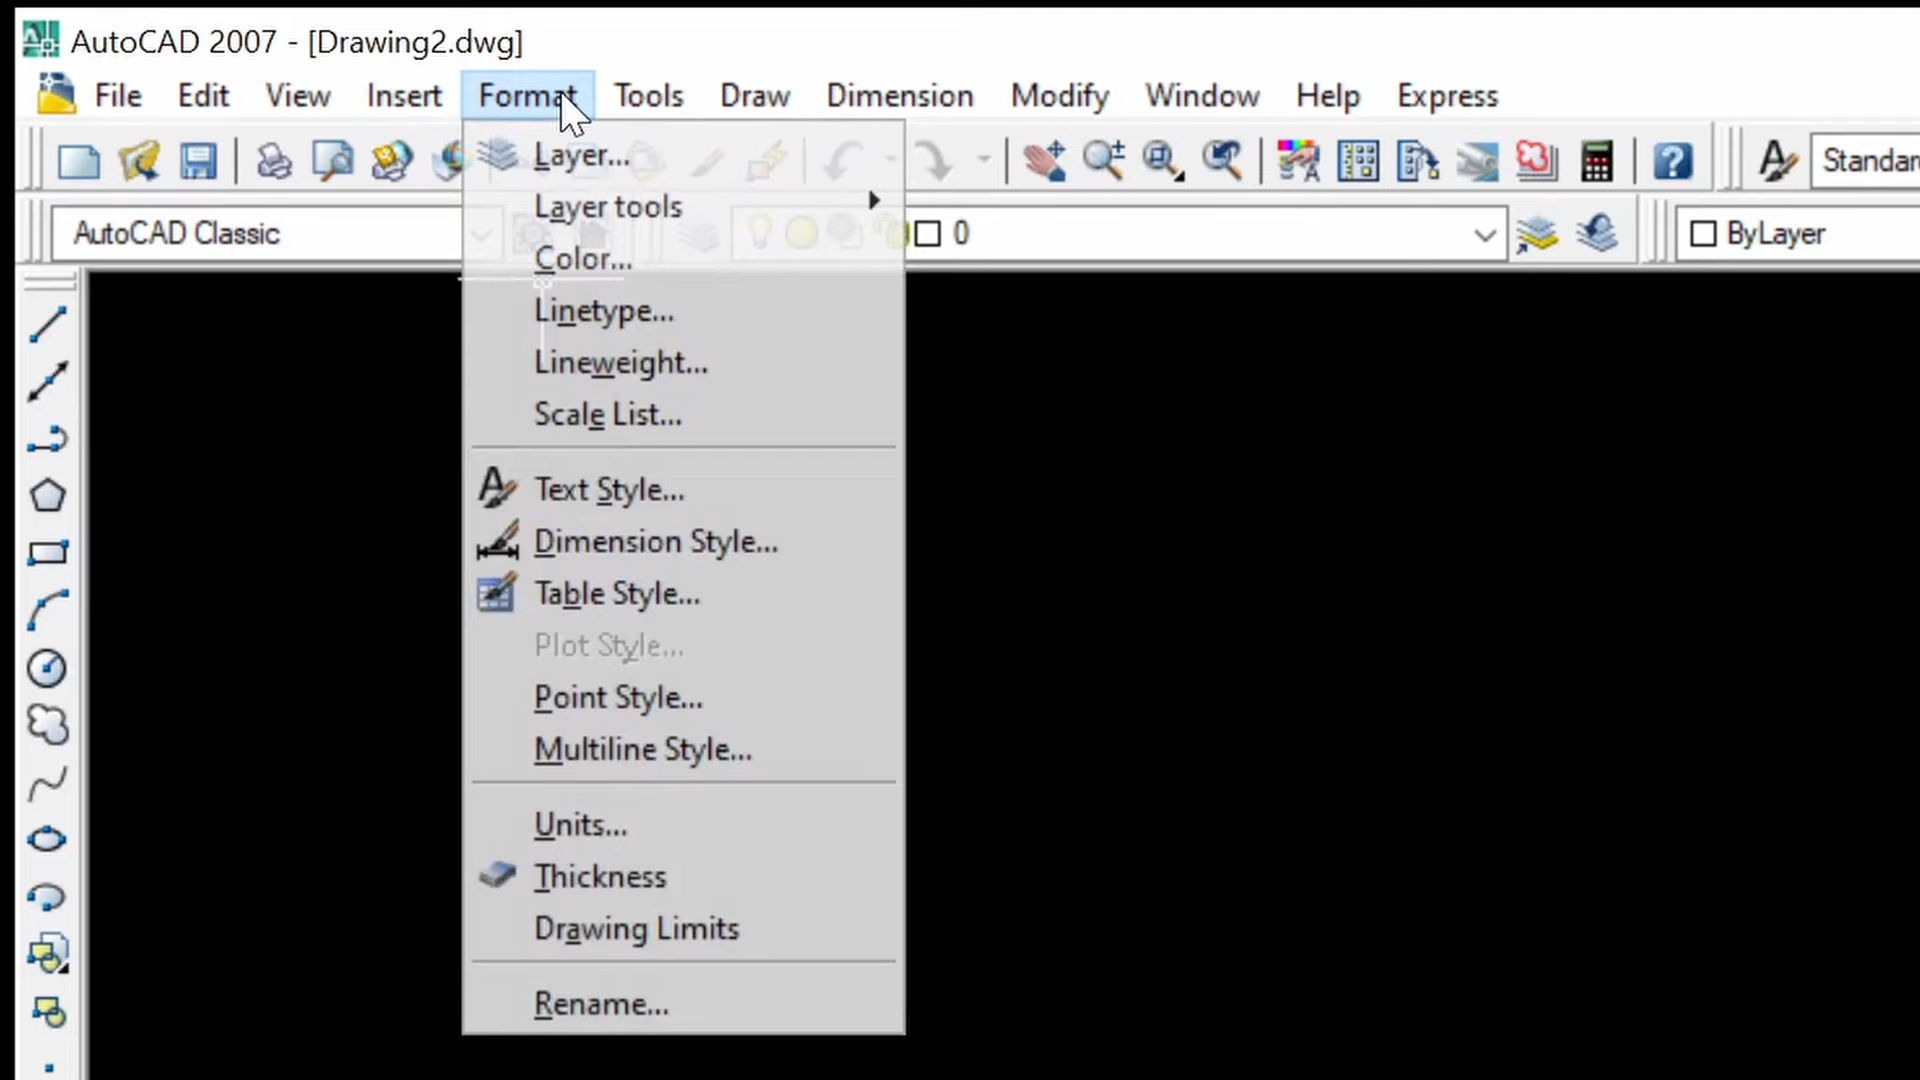 AutoCAD 2007 - [Drawing2.dwg]
File Edit View Insert Format Tools Draw Dimension Modify Window Help Express
Standar
AutoCAD Classic
0
ByLayer
Layer...
Layer tools
Color...
Linetype...
Lineweight...
Scale List...
Text Style...
Dimension Style...
Table Style...
Plot Style...
Point Style...
Multiline Style...
Units...
Thickness
Drawing Limits
Rename...